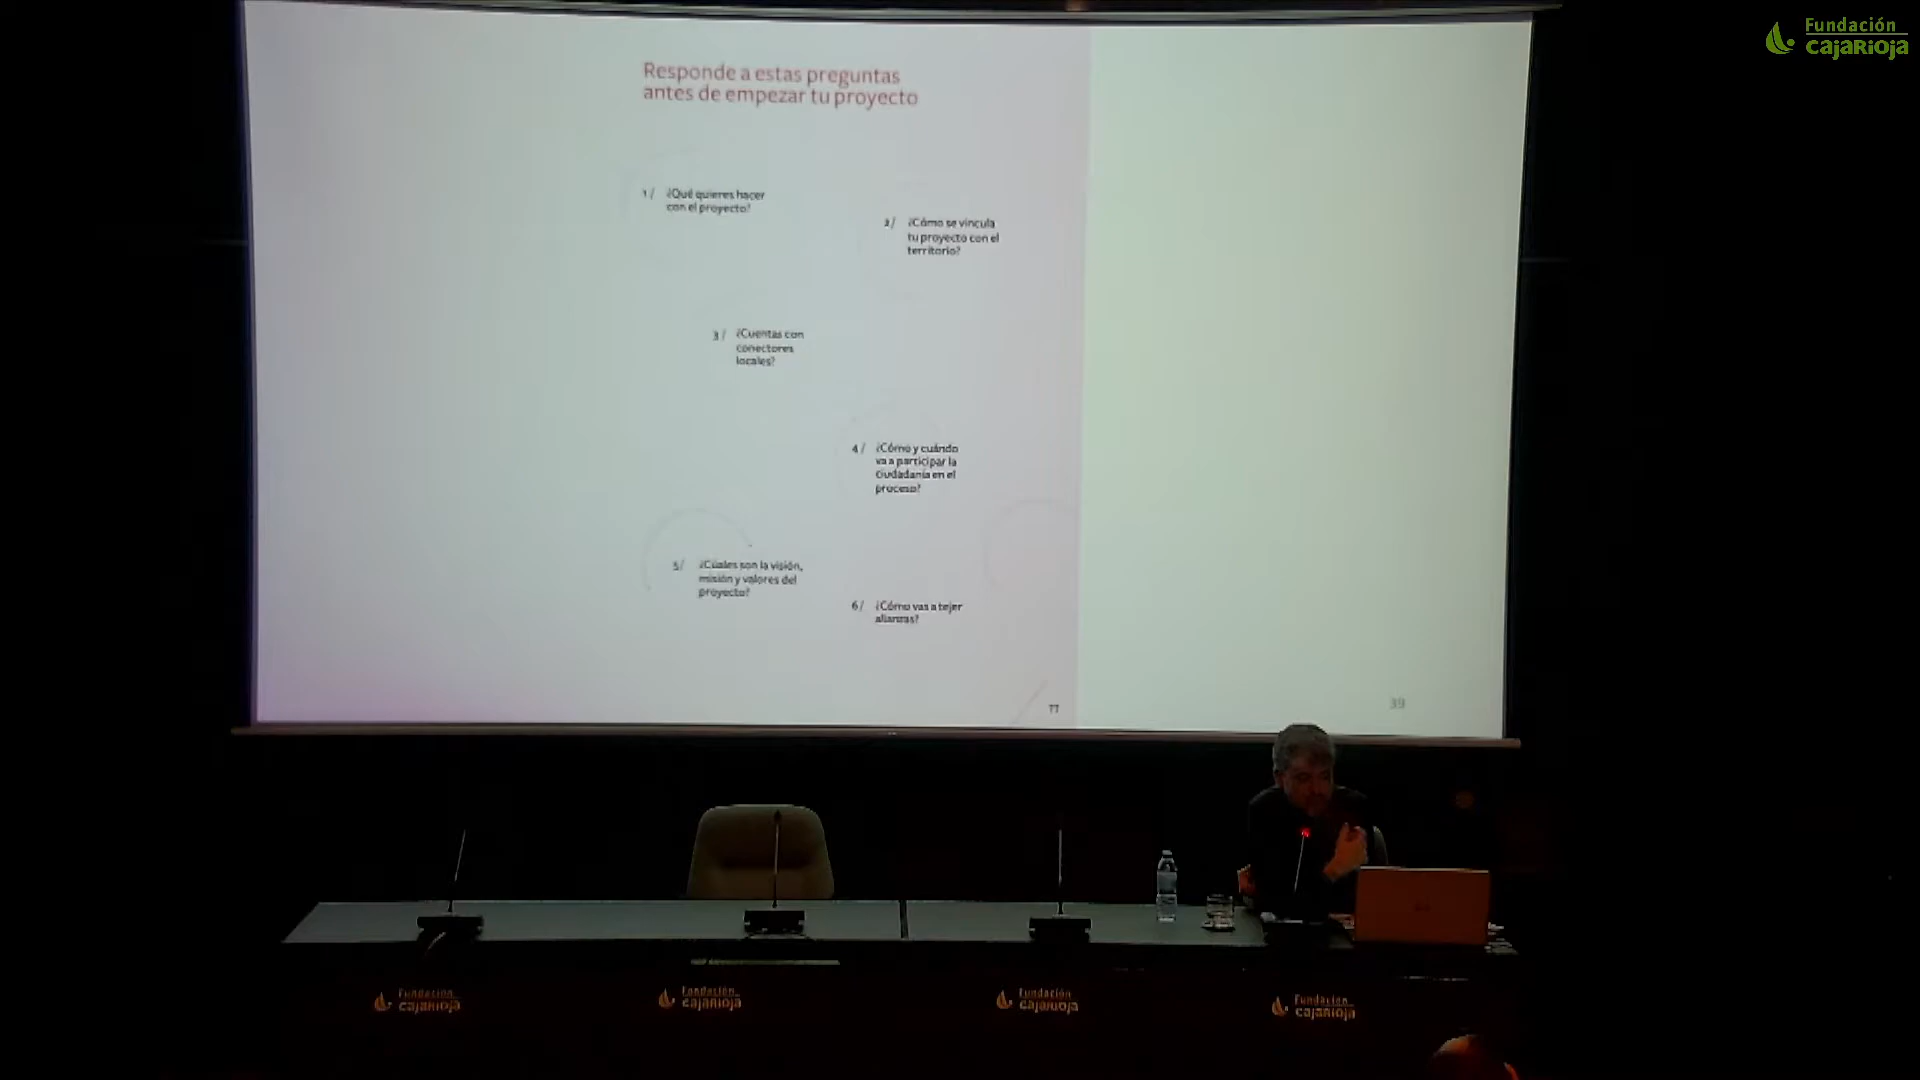 Fundación
cajaRioja
Responde a estas preguntas
antes de empezar tu proyecto
1/ ¿Qué quieres hacer
con el proyecto?
2/ ¿Cómo se vincula
tu proyecto con el
territorio?
3/ ¿Cuentas con
conectores
locales?
4/ ¿Cómo y cuándo
va a participar la
ciudadanía en el
proceso?
5/ ¿Cúales son la visión,
misión y valores del
proyecto?
6/ ¿Cómo vas a tejer
alianzas?
77
39
Fundación
cajaRioja
Fundación
cajaRioja
Fundación
cajaRioja
Fundación
cajaRioja